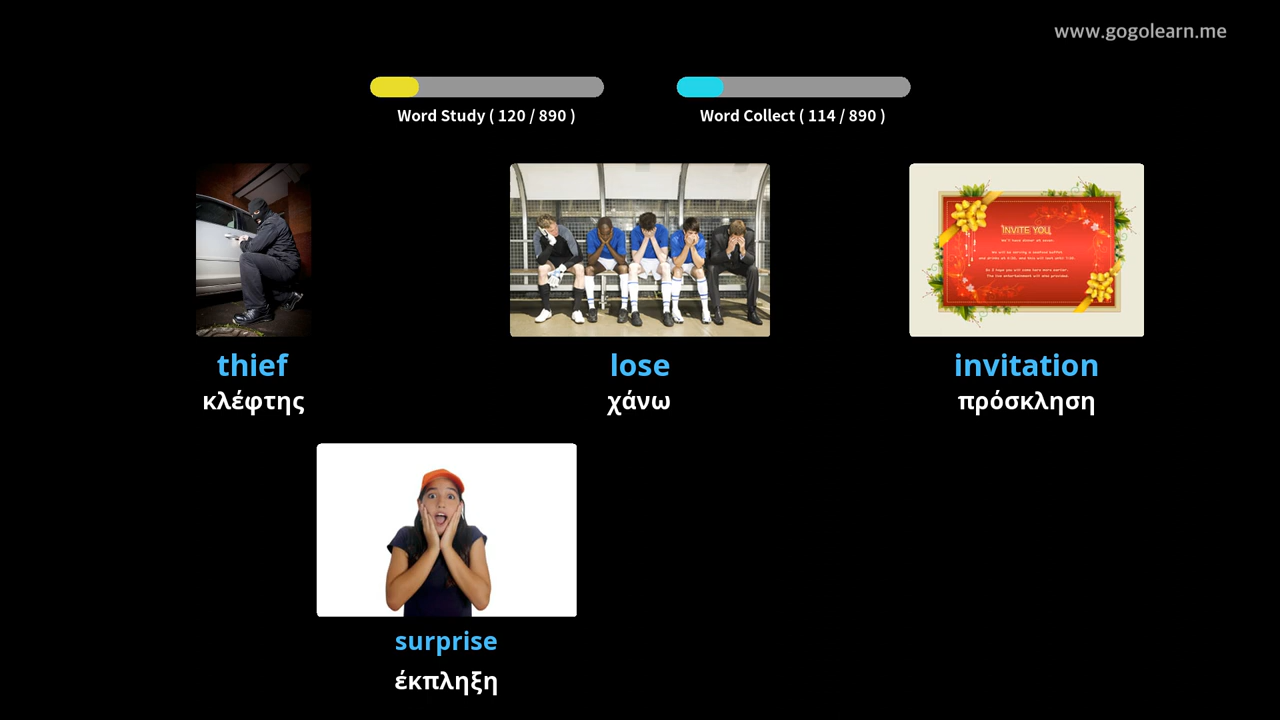 www.gogolearn.me
Word Study ( 120 / 890 )
Word Collect ( 114 / 890 )
INVITE YOU
thief
lose
invitation
κλέφτης
χάνω
πρόσκληση
surprise
έκπληξη